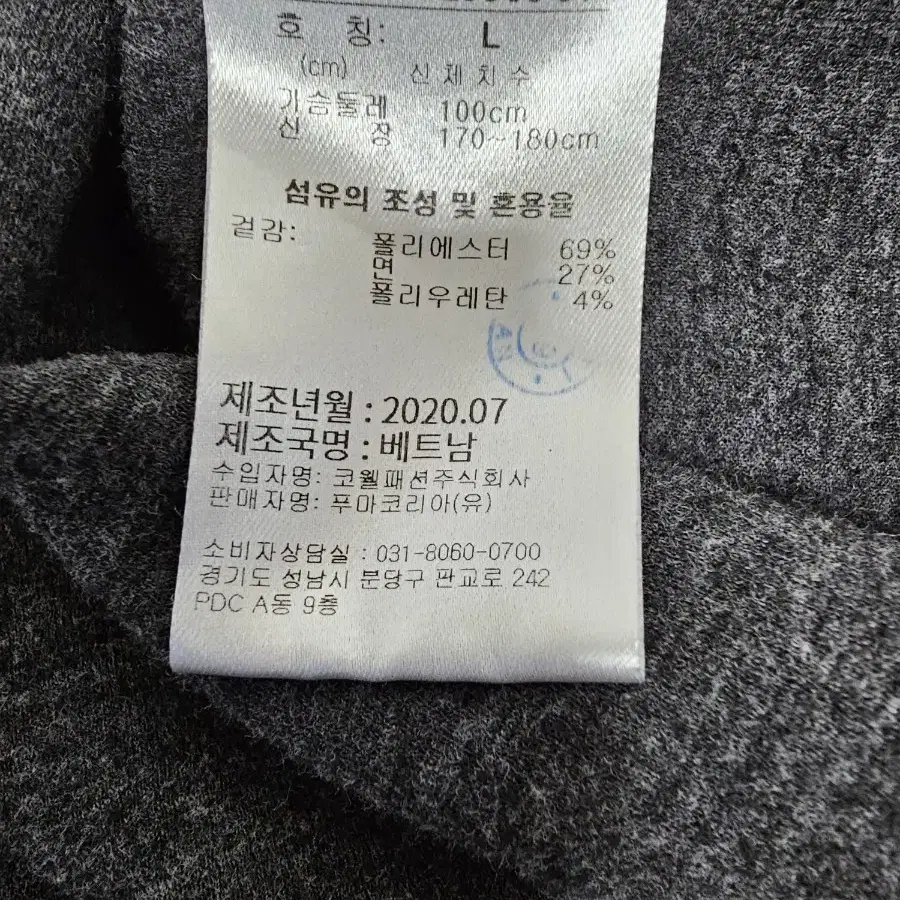 호 칭: L
(cm) 신체치수
가슴둘레 100cm
신 장 170~180cm
섬유의 조성 및 혼용율
겉감: 폴리에스터 69%
면 27%
폴리우레탄 4%
제조년월 : 2020.07
제조국명 : 베트남
수입자명: 코웰패션주식회사
판매자명: 푸마코리아(유)
소비자상담실 : 031-8060-0700
경기도 성남시 분당구 판교로 242
PDC A동 9층